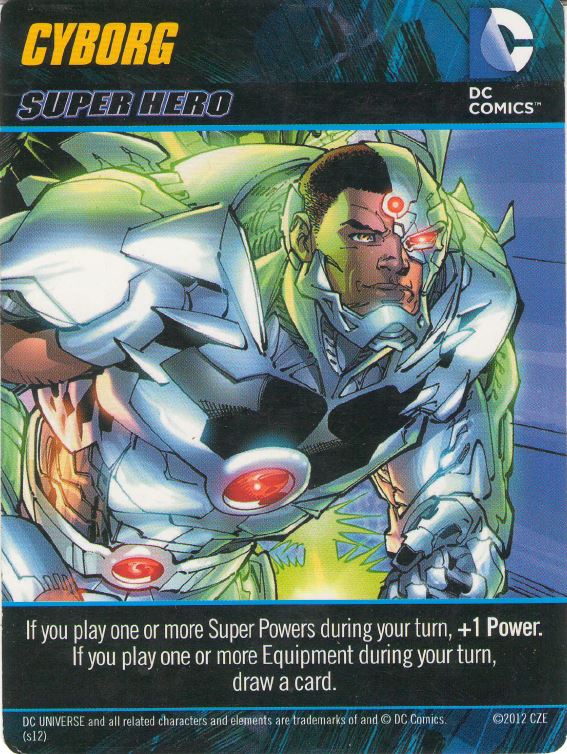 CYBORG
SUPER HERO
DC
COMICS™
If you play one or more Super Powers during your turn, +1 Power.
If you play one or more Equipment during your turn,
draw a card.
DC UNIVERSE and all related characters and elements are trademarks of and © DC Comics. ©2012 CZE
(s12)